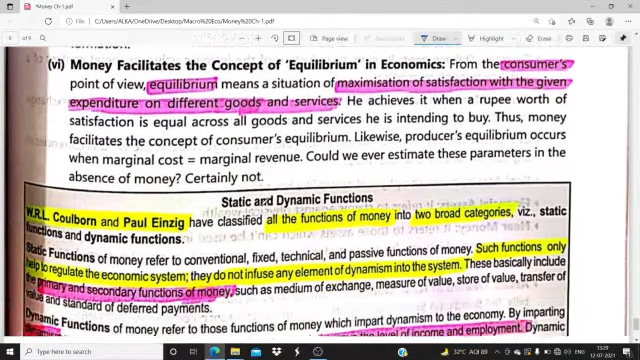 *Money Ch-1.pdf
File | C:/Users/ALKA/OneDrive/Desktop/Macro%20Eco/Money%20Ch-1.pdf
of 9
Page view
Draw
Highlight
Erase
(vi) Money Facilitates the Concept of 'Equilibrium' in Economics: From the consumer's
point of view, equilibrium means a situation of maximisation of satisfaction with the given
expenditure on different goods and services. He achieves it when a rupee worth of
satisfaction is equal across all goods and services he is intending to buy. Thus, money
facilitates the concept of consumer's equilibrium. Likewise, producer's equilibrium occurs
when marginal cost = marginal revenue. Could we ever estimate these parameters in the
absence of money? Certainly not.
Static and Dynamic Functions
W.R.L. Coulborn and Paul Einzig have classified all the functions of money into two broad categories, viz., static
functions and dynamic functions.
Static Functions of money refer to conventional, fixed, technical, and passive functions of money. Such functions only
help to regulate the economic system; they do not infuse any element of dynamism into the system. These basically include
the primary and secondary functions of money, such as medium of exchange, measure of value, store of value, transfer of
value and standard of deferred payments.
Dynamic Functions of money refer to those functions of money which impart dynamism to the economy. By imparting
the level of income and employment. Dynamic
Type here to search
32°C AQI 89
ENG
13:29
12-07-2021